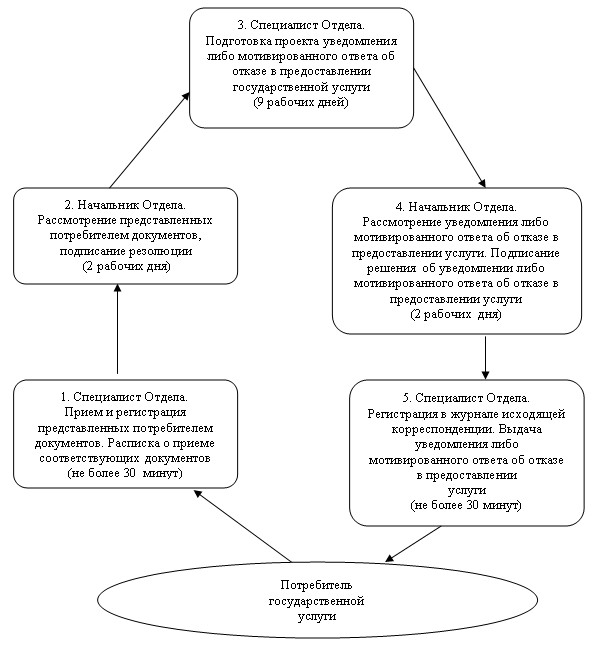 3. Специалист Отдела.
Подготовка проекта уведомления
либо мотивированного ответа об
отказе в предоставлении
государственной услуги
(9 рабочих дней)
2. Начальник Отдела.
Рассмотрение представленных
потребителем документов,
подписание резолюции
(2 рабочих дня)
4. Начальник Отдела.
Рассмотрение уведомления либо
мотивированного ответа об отказе в
предоставлении услуги. Подписание
решения об уведомлении либо
мотивированного ответа об отказе в
предоставлении услуги
(2 рабочих дня)
1. Специалист Отдела.
Прием и регистрация
представленных потребителем
документов. Расписка о приеме
соответствующих документов
(не более 30 минут)
5. Специалист Отдела.
Регистрация в журнале исходящей
корреспонденции. Выдача
уведомления либо
мотивированного ответа об отказе
в предоставлении
услуги
(не более 30 минут)
Потребитель
государственной
услуги